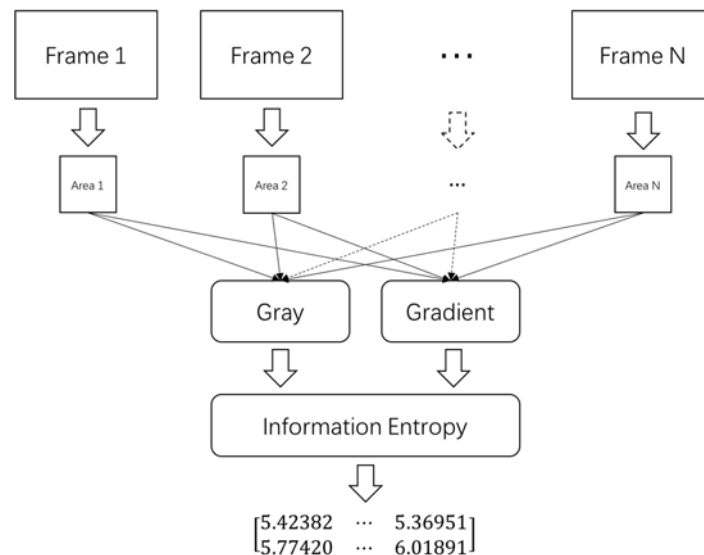 Frame 1 Frame 2 ... Frame N
Area 1 Area 2 ... Area N
Gray Gradient
Information Entropy
[5.42382 ⋯ 5.36951
5.77420 ⋯ 6.01891]